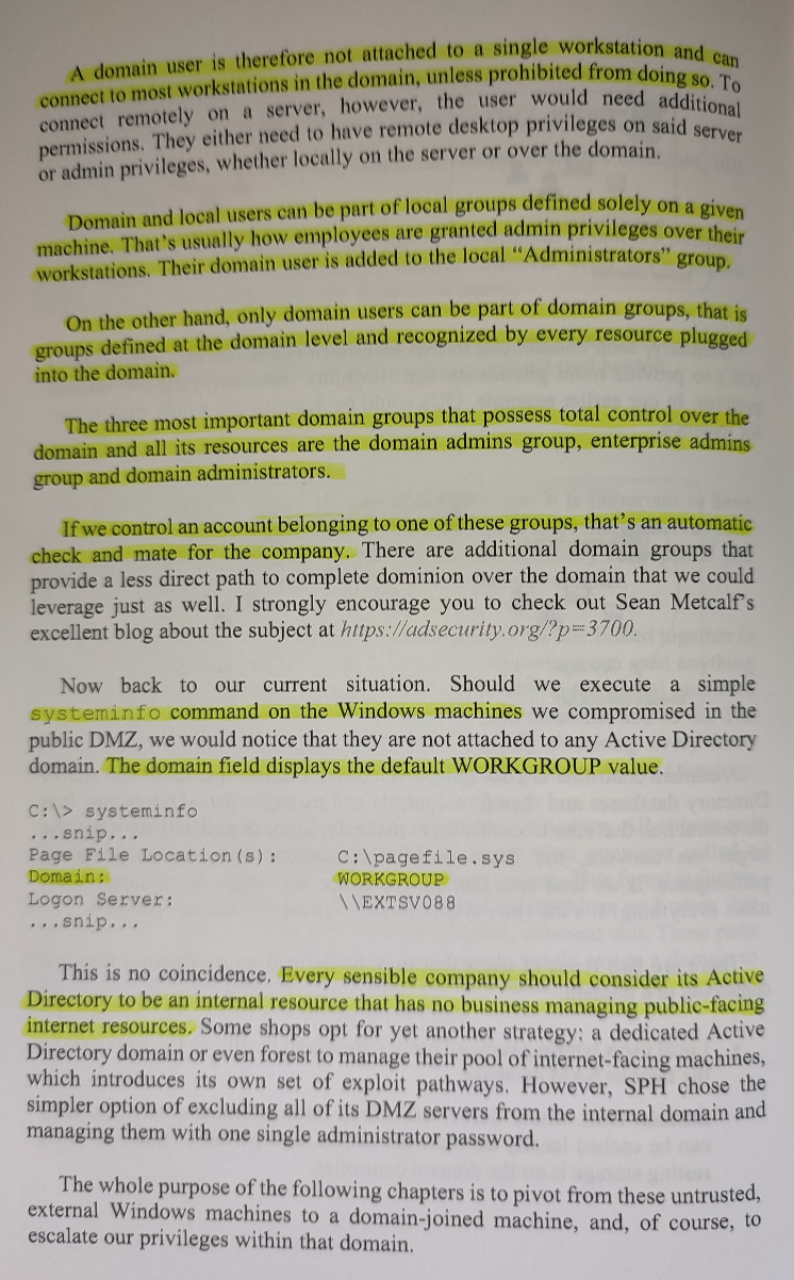 A domain user is therefore not attached to a single workstation and can
connect to most workstations in the domain, unless prohibited from doing so. To
connect remotely on a server, however, the user would need additional
permissions. They either need to have remote desktop privileges on said server
or admin privileges, whether locally on the server or over the domain.
Domain and local users can be part of local groups defined solely on a given
machine. That's usually how employees are granted admin privileges over their
workstations. Their domain user is added to the local “Administrators” group.
On the other hand, only domain users can be part of domain groups, that is
groups defined at the domain level and recognized by every resource plugged
into the domain.
The three most important domain groups that possess total control over the
domain and all its resources are the domain admins group, enterprise admins
group and domain administrators.
If we control an account belonging to one of these groups, that's an automatic
check and mate for the company. There are additional domain groups that
provide a less direct path to complete dominion over the domain that we could
leverage just as well. I strongly encourage you to check out Sean Metcalf's
excellent blog about the subject at https://adsecurity.org/?p=3700.
Now back to our current situation. Should we execute a simple
systeminfo command on the Windows machines we compromised in the
public DMZ, we would notice that they are not attached to any Active Directory
domain. The domain field displays the default WORKGROUP value.
C:\> systeminfo
...snip...
Page File Location(s): C:\pagefile.sys
Domain: WORKGROUP
Logon Server: \\EXTSV088
...snip...
This is no coincidence. Every sensible company should consider its Active
Directory to be an internal resource that has no business managing public-facing
internet resources. Some shops opt for yet another strategy: a dedicated Active
Directory domain or even forest to manage their pool of internet-facing machines,
which introduces its own set of exploit pathways. However, SPH chose the
simpler option of excluding all of its DMZ servers from the internal domain and
managing them with one single administrator password.
The whole purpose of the following chapters is to pivot from these untrusted,
external Windows machines to a domain-joined machine, and, of course, to
escalate our privileges within that domain.